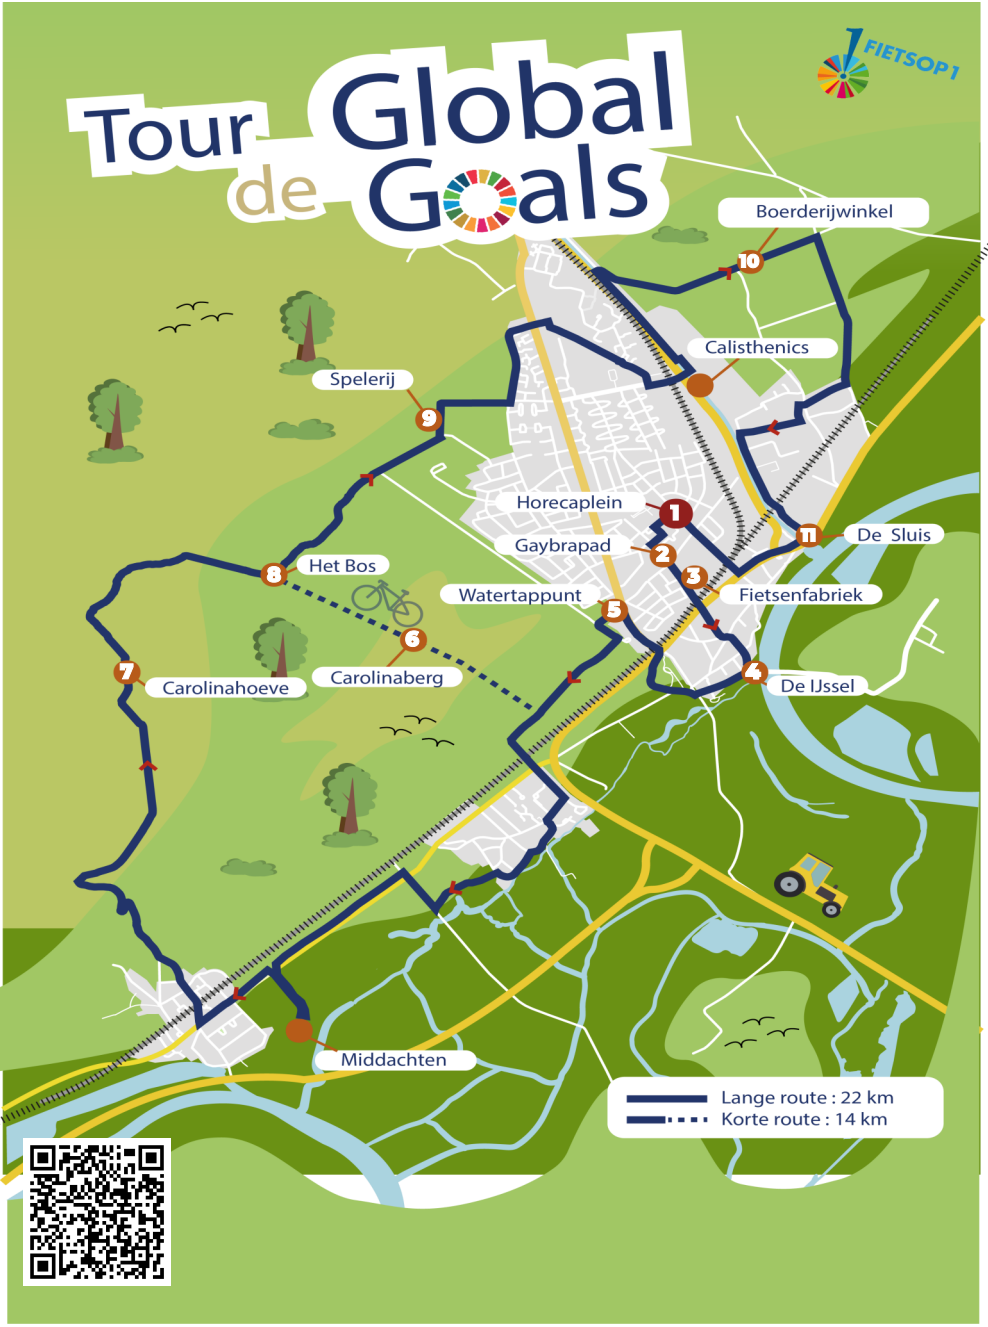 Tour
de
Global
Goals
FIETSOP1
Boerderijwinkel
10
Calisthenics
Spelerij
9
Horecaplein
1
Gaybrapad
2
De Sluis
11
Het Bos
8
3
Fietsenfabriek
Watertappunt
5
6
Carolinaberg
7
Carolinahoeve
4
De IJssel
Middachten
Lange route : 22 km
Korte route : 14 km